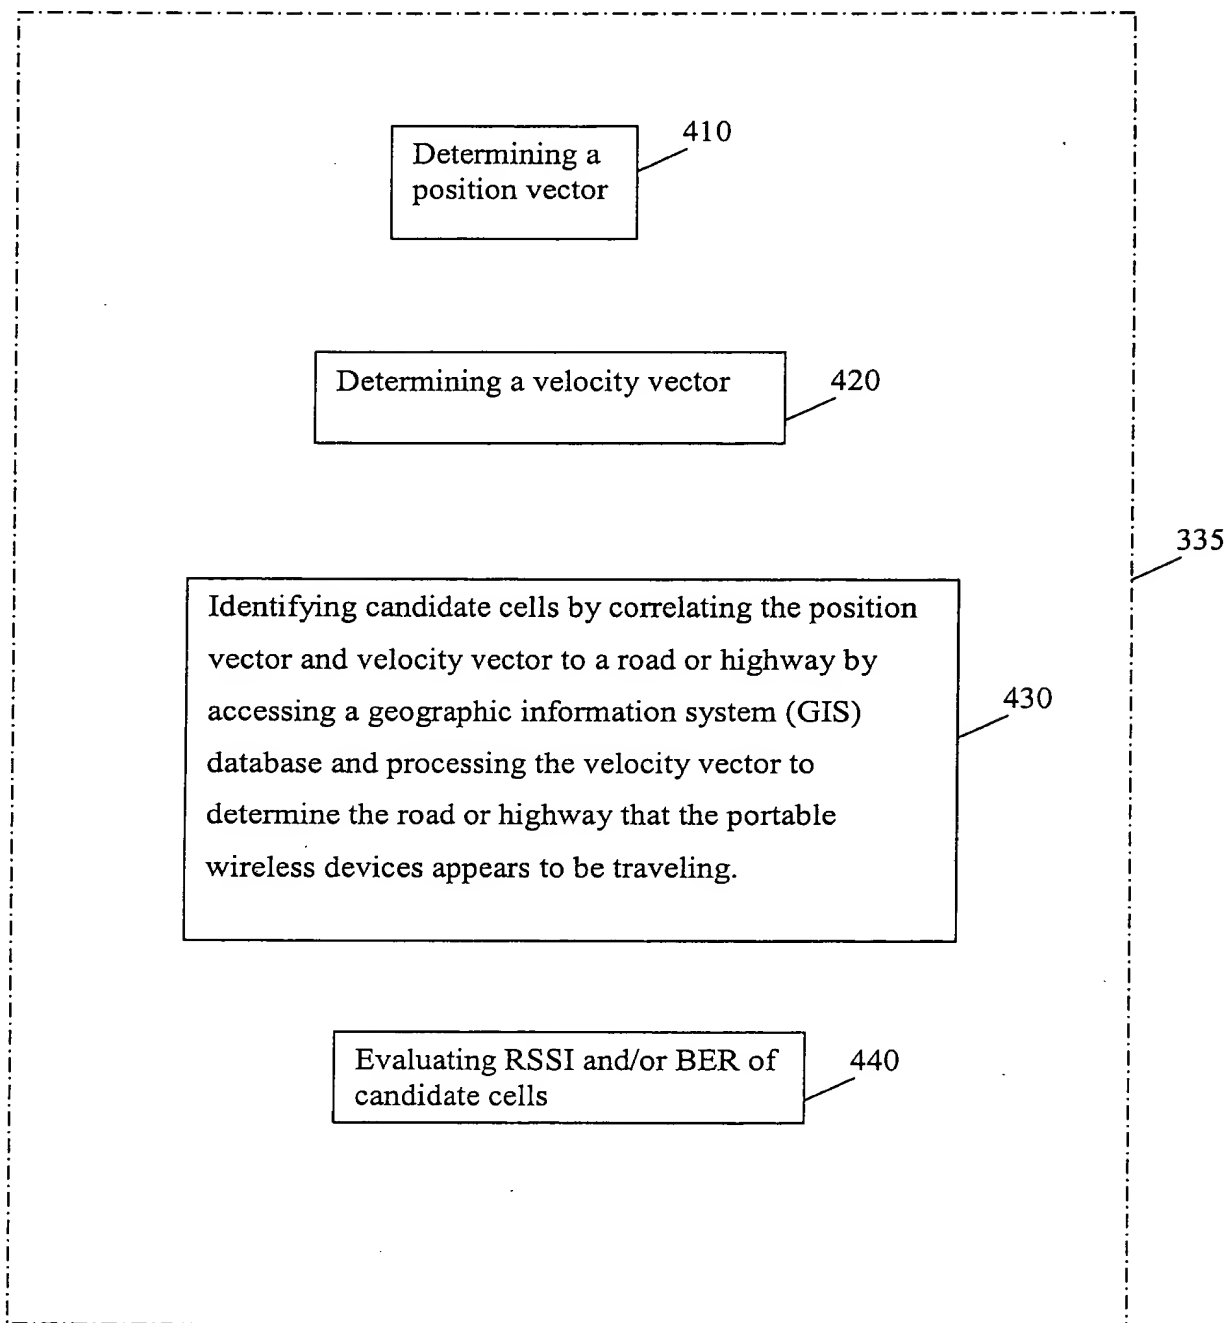 410
Determining a
position vector
Determining a velocity vector
420
335
Identifying candidate cells by correlating the position
vector and velocity vector to a road or highway by
accessing a geographic information system (GIS)
database and processing the velocity vector to
determine the road or highway that the portable
wireless devices appears to be traveling.
430
Evaluating RSSI and/or BER of
candidate cells
440